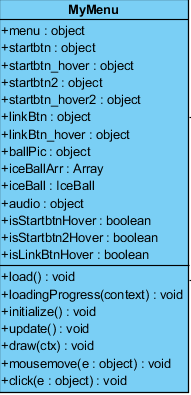 MyMenu
+menu : object
+startbtn : object
+startbtn_hover : object
+startbtn2 : object
+startbtn_hover2 : object
+linkBtn : object
+linkBtn_hover : object
+ballPic : object
+iceBallArr : Array
+iceBall : IceBall
+audio : object
+isStartbtnHover : boolean
+isStartbtn2Hover : boolean
+isLinkBtnHover : boolean
+load() : void
+loadingProgress(context) : void
+initialize() : void
+update() : void
+draw(ctx) : void
+mousemove(e : object) : void
+click(e : object) : void